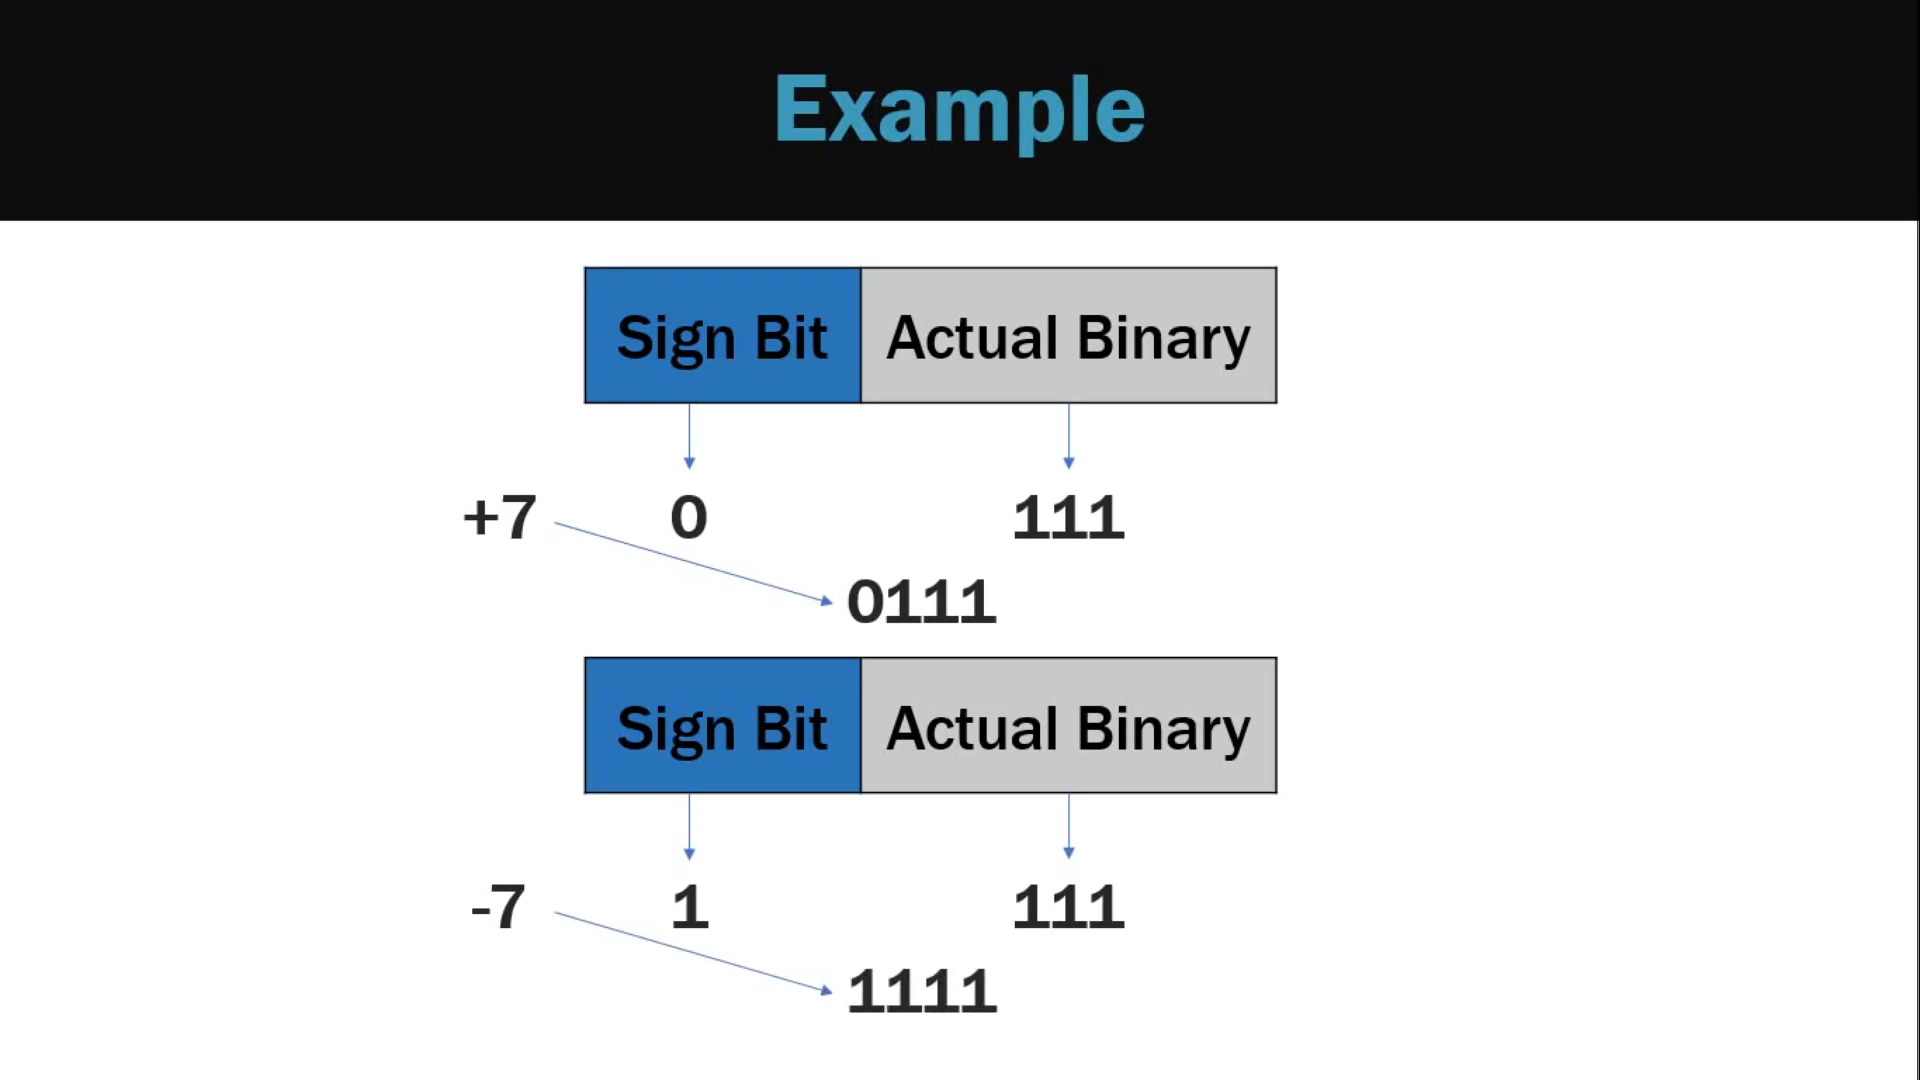 Example
Sign Bit Actual Binary
+7 0 111
0111
Sign Bit Actual Binary
-7 1 111
1111